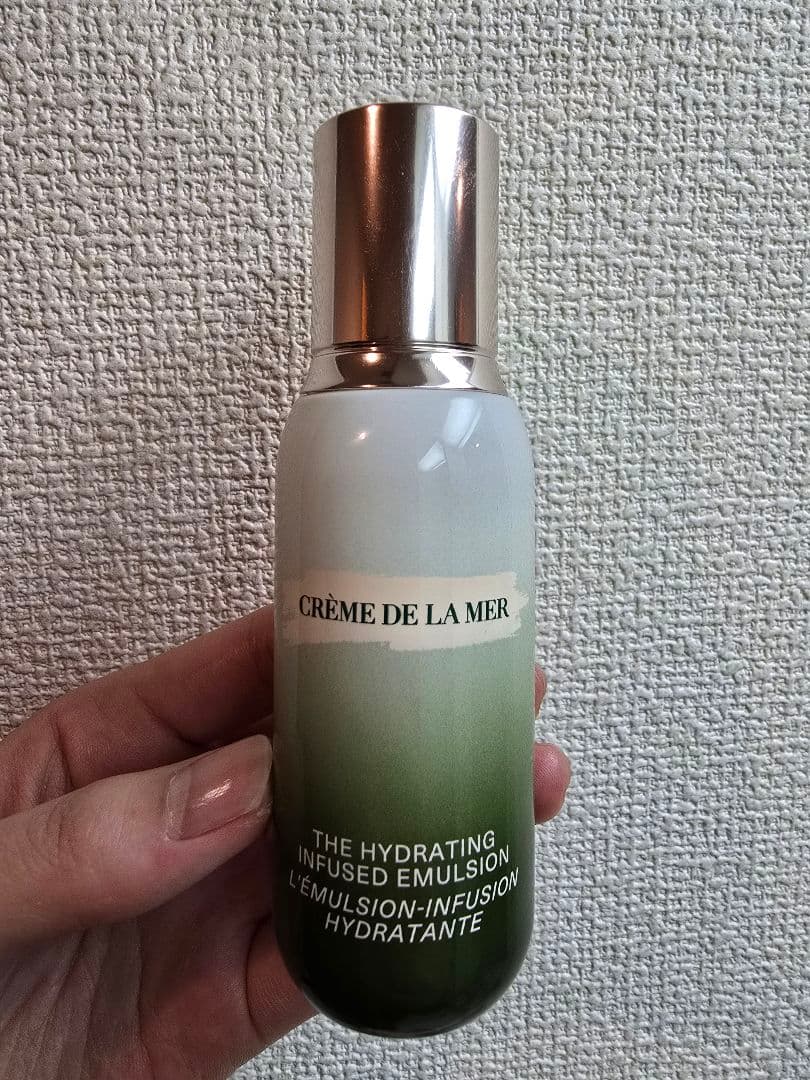 CRÈME DE LA MER
THE HYDRATING
INFUSED EMULSION
L'ÉMULSION-INFUSION
HYDRATANTE